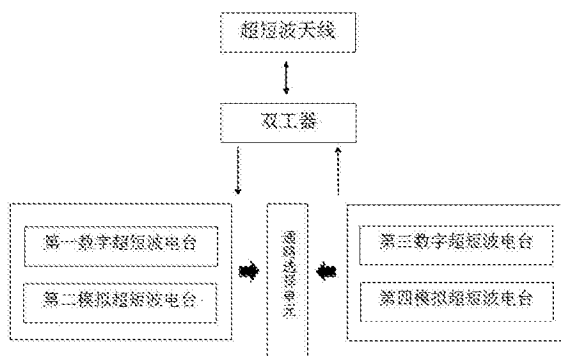 超短波天线
双工器
第一数字超短波电台
第二模拟超短波电台
第三数字超短波电台
第四模拟超短波电台